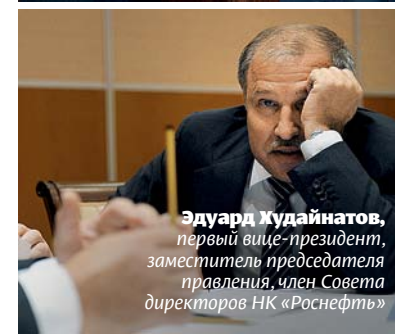 Эдуард Худайнатов,
первый вице-президент,
заместитель председателя
правления, член Совета
директоров НК «Роснефть»